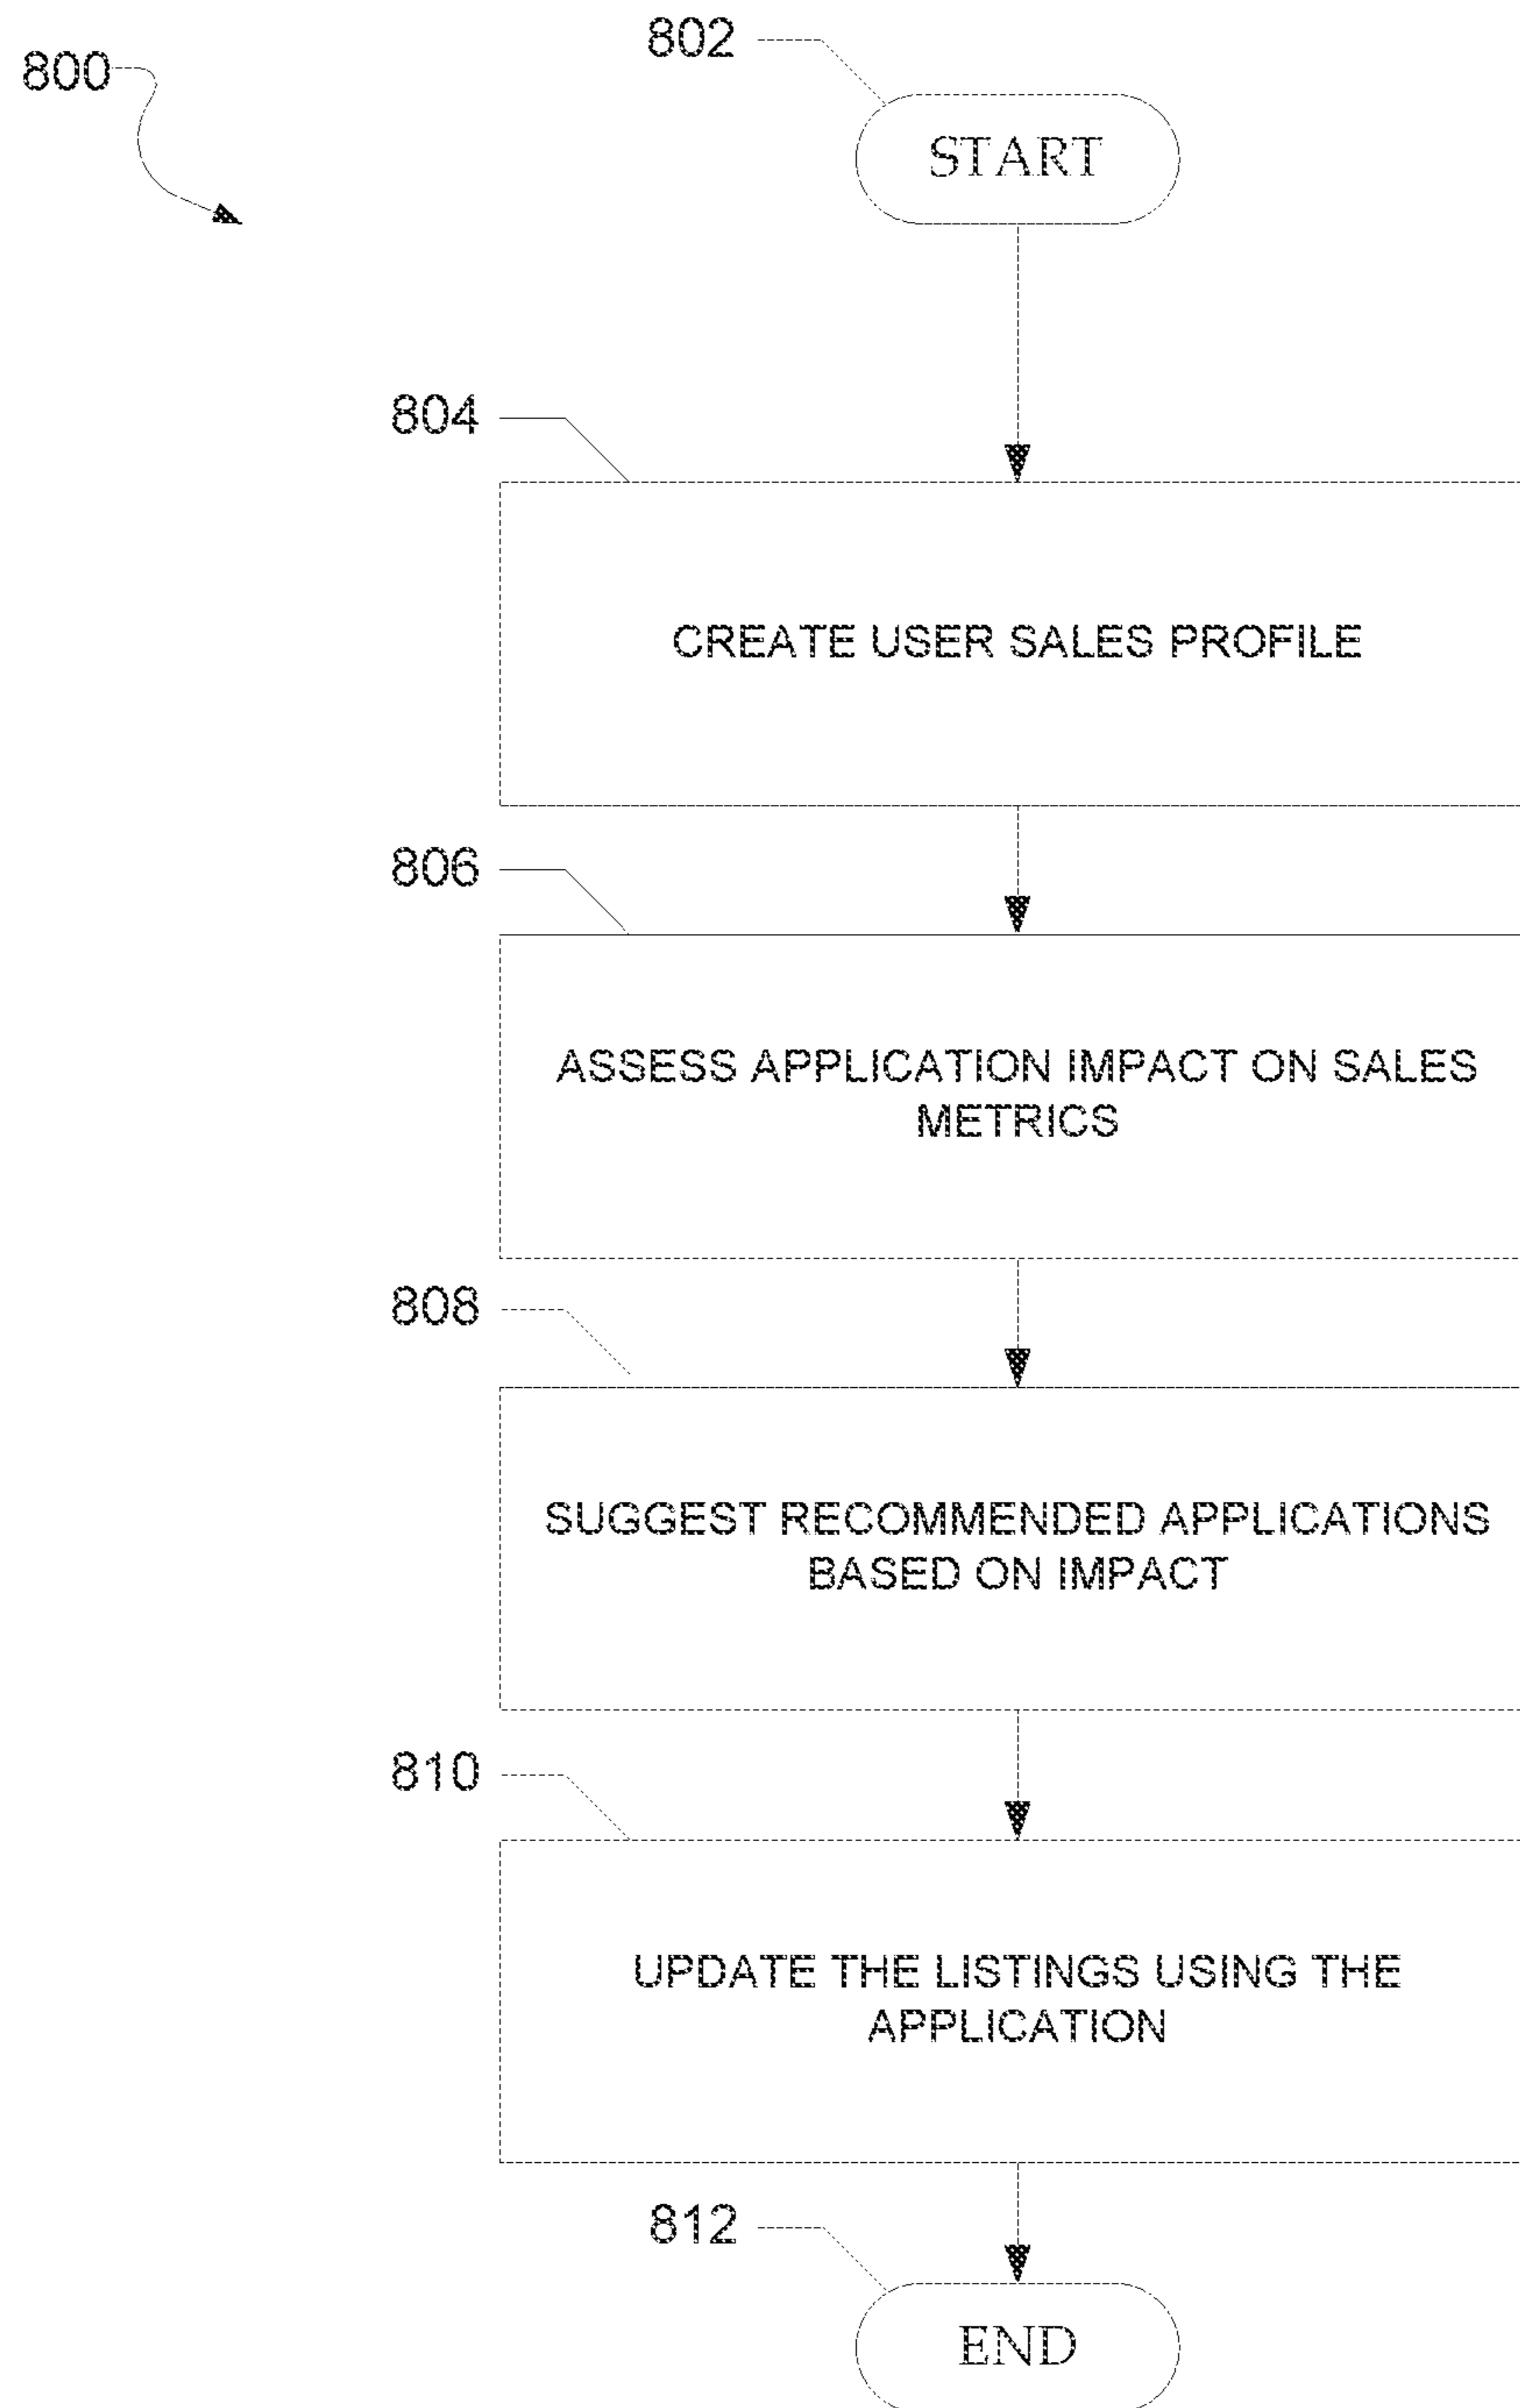 800
802
START
804
CREATE USER SALES PROFILE
806
ASSESS APPLICATION IMPACT ON SALES
METRICS
808
SUGGEST RECOMMENDED APPLICATIONS
BASED ON IMPACT
810
UPDATE THE LISTINGS USING THE
APPLICATION
812
END